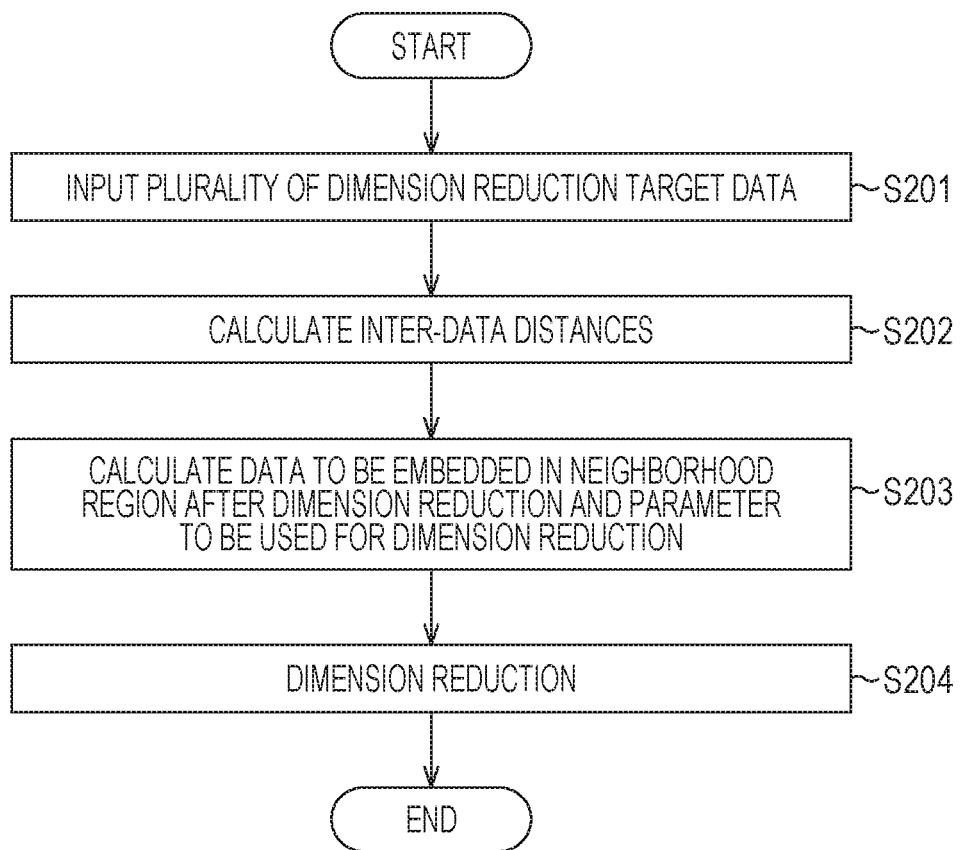 START
INPUT PLURALITY OF DIMENSION REDUCTION TARGET DATA
S201
CALCULATE INTER-DATA DISTANCES
S202
CALCULATE DATA TO BE EMBEDDED IN NEIGHBORHOOD
REGION AFTER DIMENSION REDUCTION AND PARAMETER
TO BE USED FOR DIMENSION REDUCTION
S203
DIMENSION REDUCTION
S204
END